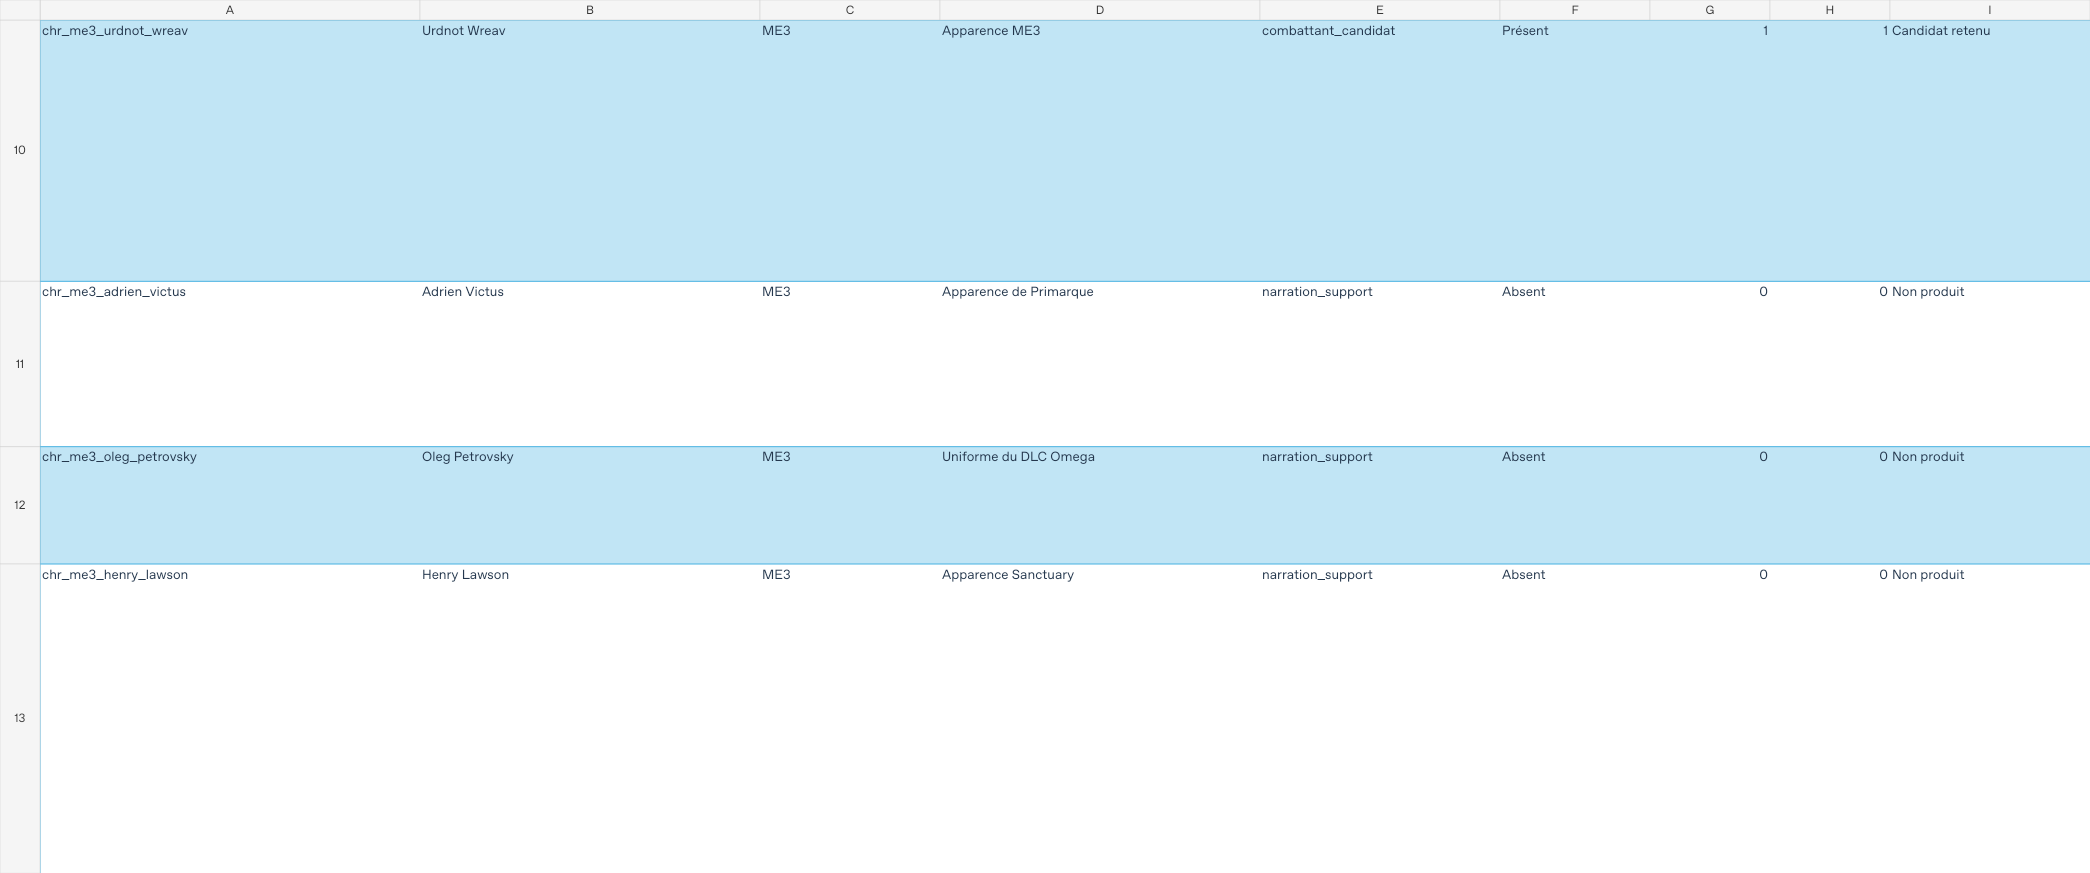 A B C D E F G H I
10 chr_me3_urdnot_wreav Urdnot Wreav ME3 Apparence ME3 combattant_candidat Présent 1 1 Candidat retenu
11 chr_me3_adrien_victus Adrien Victus ME3 Apparence de Primarque narration_support Absent 0 0 Non produit
12 chr_me3_oleg_petrovsky Oleg Petrovsky ME3 Uniforme du DLC Omega narration_support Absent 0 0 Non produit
13 chr_me3_henry_lawson Henry Lawson ME3 Apparence Sanctuary narration_support Absent 0 0 Non produit